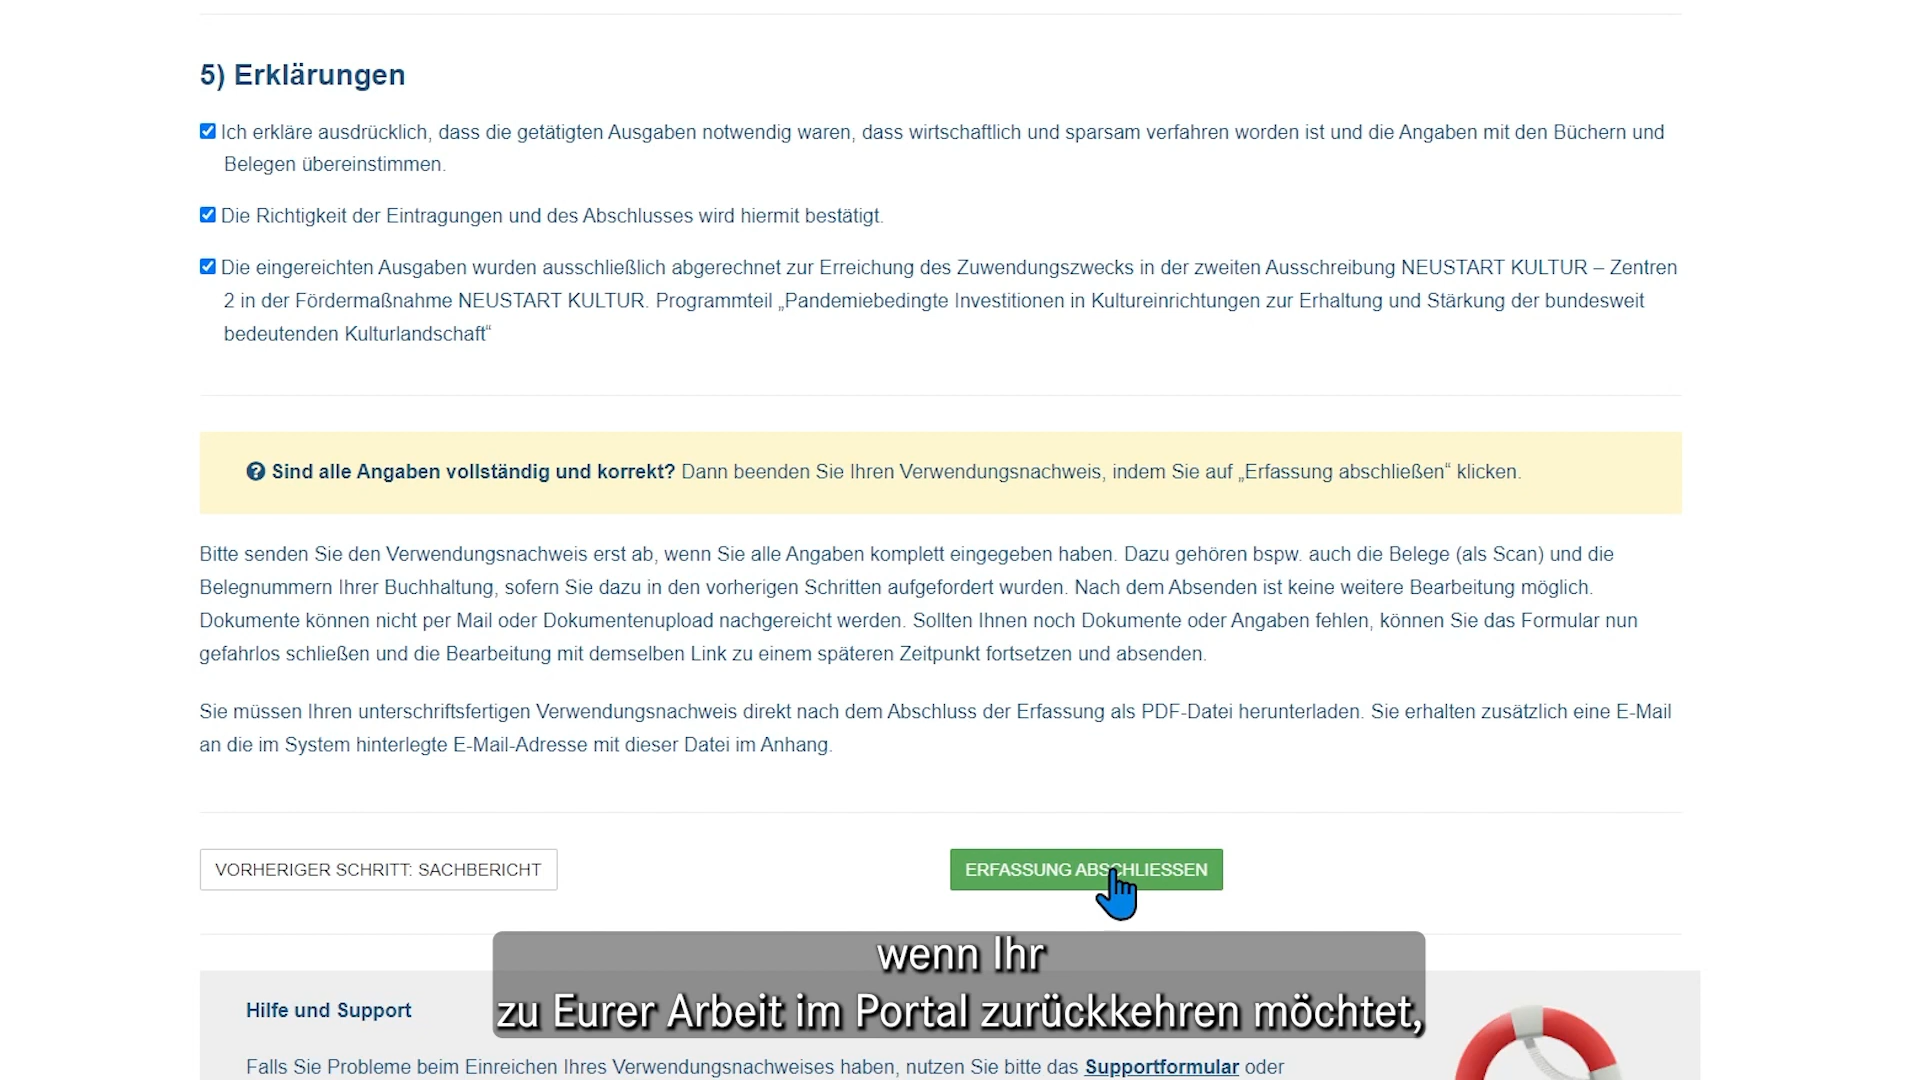 5) Erklärungen
Ich erkläre ausdrücklich, dass die getätigten Ausgaben notwendig waren, dass wirtschaftlich und sparsam verfahren worden ist und die Angaben mit den Büchern und
Belegen übereinstimmen.
Die Richtigkeit der Eintragungen und des Abschlusses wird hiermit bestätigt.
Die eingereichten Ausgaben wurden ausschließlich abgerechnet zur Erreichung des Zuwendungszwecks in der zweiten Ausschreibung NEUSTART KULTUR – Zentren
2 in der Fördermaßnahme NEUSTART KULTUR. Programmteil „Pandemiebedingte Investitionen in Kultureinrichtungen zur Erhaltung und Stärkung der bundesweit
bedeutenden Kulturlandschaft“
Sind alle Angaben vollständig und korrekt? Dann beenden Sie Ihren Verwendungsnachweis, indem Sie auf „Erfassung abschließen“ klicken.
Bitte senden Sie den Verwendungsnachweis erst ab, wenn Sie alle Angaben komplett eingegeben haben. Dazu gehören bspw. auch die Belege (als Scan) und die
Belegnummern Ihrer Buchhaltung, sofern Sie dazu in den vorherigen Schritten aufgefordert wurden. Nach dem Absenden ist keine weitere Bearbeitung möglich.
Dokumente können nicht per Mail oder Dokumentenupload nachgereicht werden. Sollten Ihnen noch Dokumente oder Angaben fehlen, können Sie das Formular nun
gefahrlos schließen und die Bearbeitung mit demselben Link zu einem späteren Zeitpunkt fortsetzen und absenden.
Sie müssen Ihren unterschriftsfertigen Verwendungsnachweis direkt nach dem Abschluss der Erfassung als PDF-Datei herunterladen. Sie erhalten zusätzlich eine E-Mail
an die im System hinterlegte E-Mail-Adresse mit dieser Datei im Anhang.
VORHERIGER SCHRITT: SACHBERICHT
ERFASSUNG ABSCHLIESSEN
wenn Ihr
zu Eurer Arbeit im Portal zurückkehren möchtet,
Hilfe und Support
Falls Sie Probleme beim Einreichen Ihres Verwendungsnachweises haben, nutzen Sie bitte das Supportformular oder